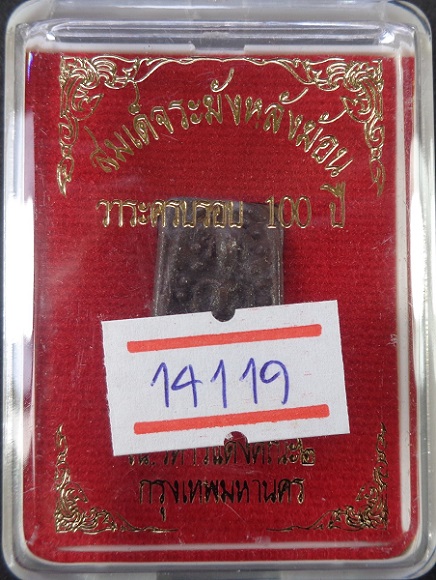 สมเด็จระฆังหลังฆ้อน
วาระครบรอบ 100 ปี
14119
กรุงเทพมหานคร